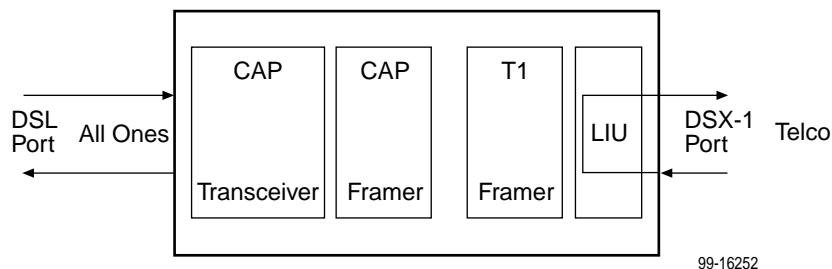 CAP
CAP
T1
DSL
Port
All Ones
LIU
DSX-1
Port
Telco
Transceiver
Framer
Framer
99-16252